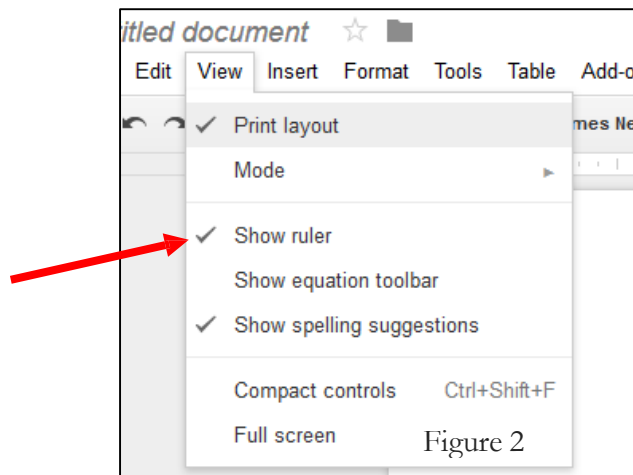 itled document
Edit View Insert Format Tools Table Add-o
Print layout mes Ne
Mode
Show ruler
Show equation toolbar
Show spelling suggestions
Compact controls Ctrl+Shift+F
Full screen Figure 2